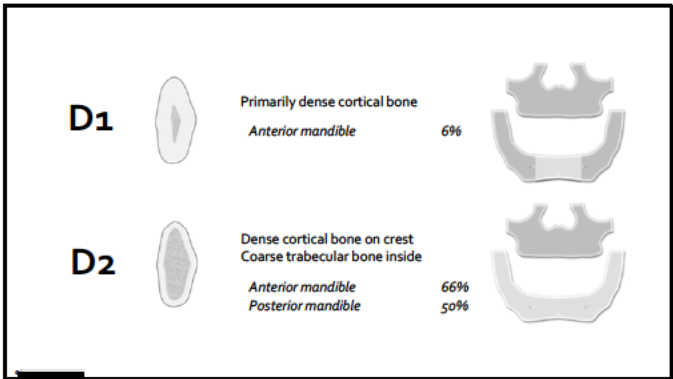 D1
Primarily dense cortical bone
Anterior mandible 6%
D2
Dense cortical bone on crest
Coarse trabecular bone inside
Anterior mandible 66%
Posterior mandible 50%